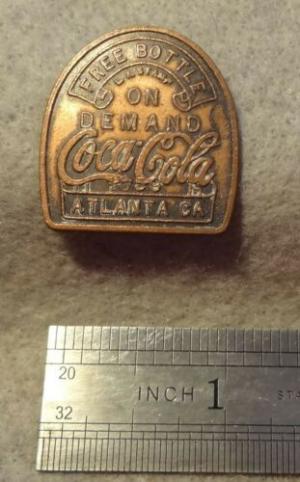 FREE BOTTLE
ON
DEMAND
Coca-Cola
ATLANTA GA
20
INCH 1
32